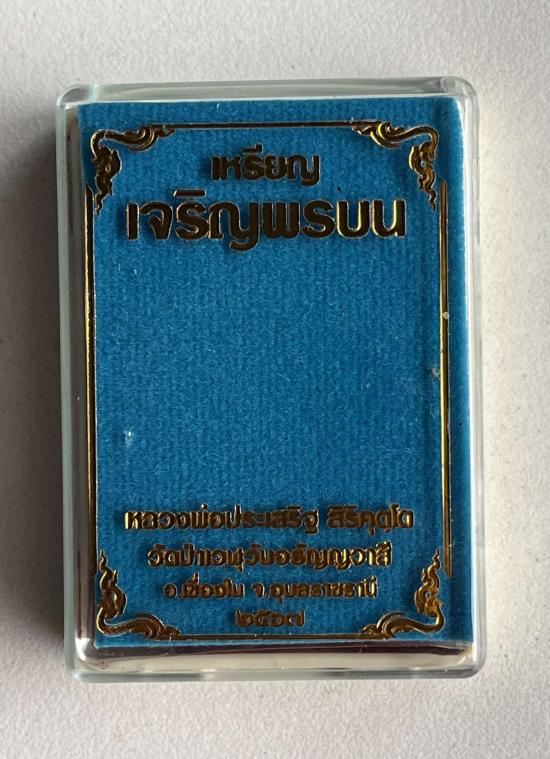 เหรียญ
เจริญพรบน
หลวงพ่อประเสริฐ สิริคุตฺโต
วัดป่าเวฬุวันอรัญญวาสี
อ.เขื่องใน จ.อุบลราชธานี
๒๕๖๗